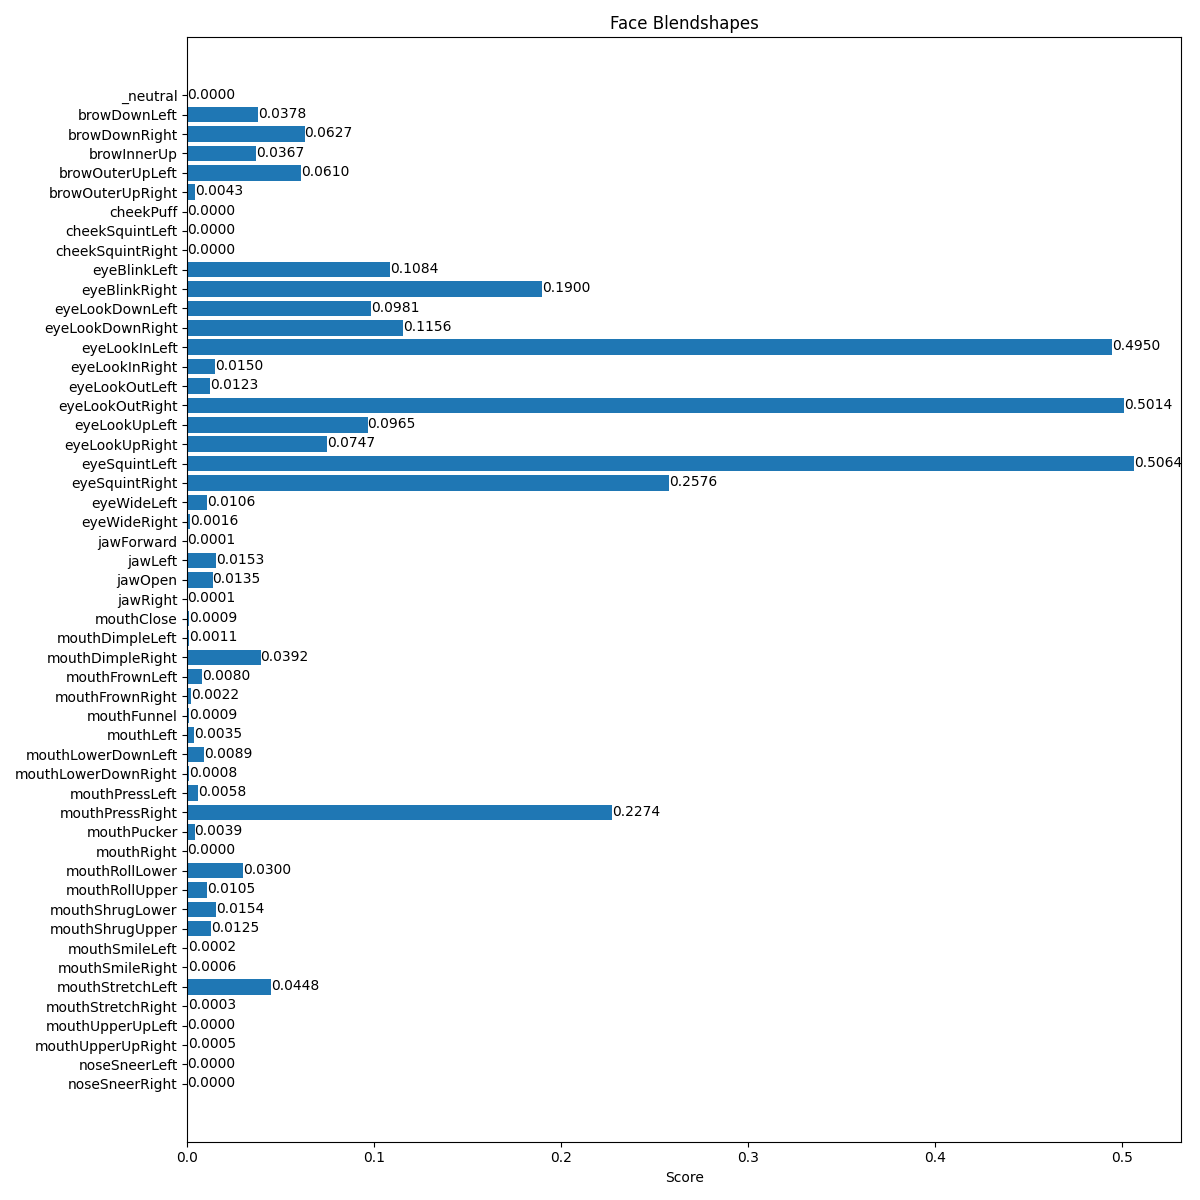 Face Blendshapes
_neutral 0.0000
browDownLeft 0.0378
browDownRight 0.0627
browInnerUp 0.0367
browOuterUpLeft 0.0610
browOuterUpRight 0.0043
cheekPuff 0.0000
cheekSquintLeft 0.0000
cheekSquintRight 0.0000
eyeBlinkLeft 0.1084
eyeBlinkRight 0.1900
eyeLookDownLeft 0.0981
eyeLookDownRight 0.1156
eyeLookInLeft 0.4950
eyeLookInRight 0.0150
eyeLookOutLeft 0.0123
eyeLookOutRight 0.5014
eyeLookUpLeft 0.0965
eyeLookUpRight 0.0747
eyeSquintLeft 0.5064
eyeSquintRight 0.2576
eyeWideLeft 0.0106
eyeWideRight 0.0016
jawForward 0.0001
jawLeft 0.0153
jawOpen 0.0135
jawRight 0.0001
mouthClose 0.0009
mouthDimpleLeft 0.0011
mouthDimpleRight 0.0392
mouthFrownLeft 0.0080
mouthFrownRight 0.0022
mouthFunnel 0.0009
mouthLeft 0.0035
mouthLowerDownLeft 0.0089
mouthLowerDownRight 0.0008
mouthPressLeft 0.0058
mouthPressRight 0.2274
mouthPucker 0.0039
mouthRight 0.0000
mouthRollLower 0.0300
mouthRollUpper 0.0105
mouthShrugLower 0.0154
mouthShrugUpper 0.0125
mouthSmileLeft 0.0002
mouthSmileRight 0.0006
mouthStretchLeft 0.0448
mouthStretchRight 0.0003
mouthUpperUpLeft 0.0000
mouthUpperUpRight 0.0005
noseSneerLeft 0.0000
noseSneerRight 0.0000
0.0 0.1 0.2 0.3 0.4 0.5
Score